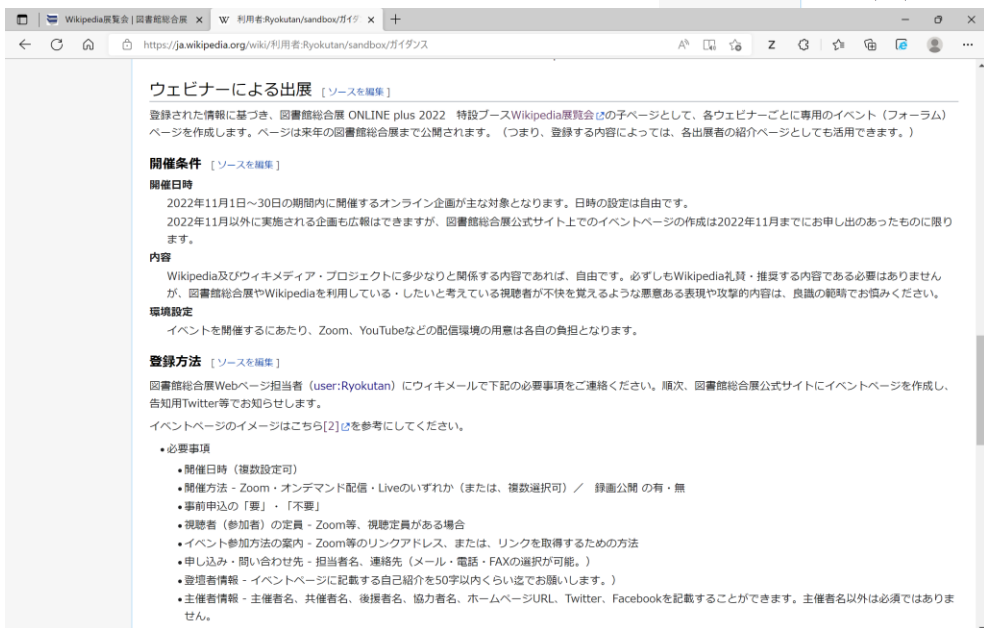 Wikipedia展覧会 | 図書館総合展
利用者:Ryokutan/sandbox/ガイダ
https://ja.wikipedia.org/wiki/利用者:Ryokutan/sandbox/ガイダンス
ウェビナーによる出展 [ ソースを編集 ]
登録された情報に基づき、図書館総合展 ONLINE plus 2022 特設ブースWikipedia展覧会の子ページとして、各ウェビナーごとに専用のイベント（フォーラム）
ページを作成します。ページは来年の図書館総合展まで公開されます。（つまり、登録する内容によっては、各出展者の紹介ページとしても活用できます。）
開催条件 [ ソースを編集 ]
開催日時
2022年11月1日～30日の期間内に開催するオンライン企画が主な対象となります。日時の設定は自由です。
2022年11月以外に実施される企画も広報はできますが、図書館総合展公式サイト上でのイベントページの作成は2022年11月までにお申し出のあったものに限り
ます。
内容
Wikipedia及びウィキメディア・プロジェクトに多少なりと関係する内容であれば、自由です。必ずしもWikipedia礼賛・推奨する内容である必要はありません
が、図書館総合展やWikipediaを利用している・したいと考えている視聴者が不快を覚えるような悪意ある表現や攻撃的内容は、良識の範疇でお慎みください。
環境設定
イベントを開催するにあたり、Zoom、YouTubeなどの配信環境の用意は各自の負担となります。
登録方法 [ ソースを編集 ]
図書館総合展Webページ担当者（user:Ryokutan）にウィキメールで下記の必要事項をご連絡ください。順次、図書館総合展公式サイトにイベントページを作成し、
告知用Twitter等でお知らせします。
イベントページのイメージはこちら[2]を参考にしてください。
• 必要事項
• 開催日時（複数設定可）
• 開催方法 - Zoom・オンデマンド配信・Liveのいずれか（または、複数選択可）／ 録画公開 の有・無
• 事前申込の「要」・「不要」
• 視聴者（参加者）の定員 - Zoom等、視聴定員がある場合
• イベント参加方法の案内 - Zoom等のリンクアドレス、または、リンクを取得するための方法
• 申し込み・問い合わせ先 - 担当者名、連絡先（メール・電話・FAXの選択が可能。）
• 登壇者情報 - イベントページに記載する自己紹介を50字以内くらい迄でお願いします。）
• 主催者情報 - 主催者名、共催者名、後援者名、協力者名、ホームページURL、Twitter、Facebookを記載することができます。主催者名以外は必須ではありま
せん。